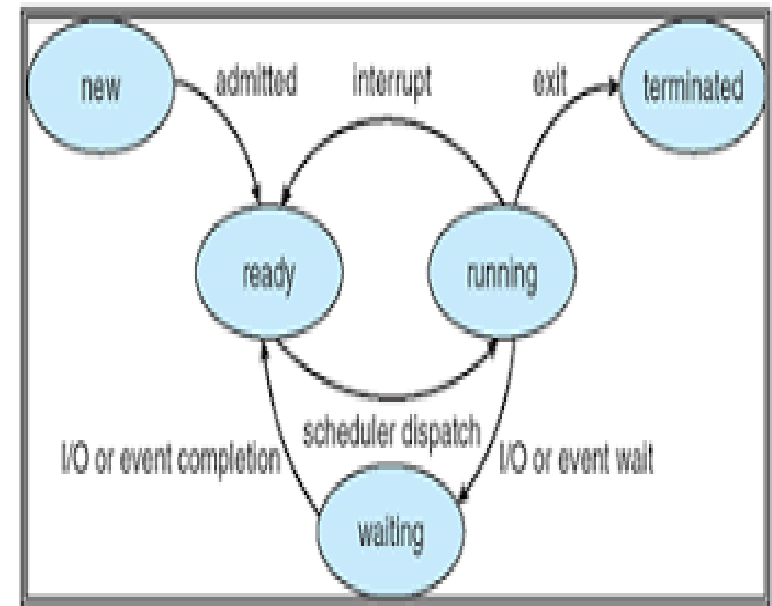 new
admitted
interrupt
exit
terminated
ready
running
scheduler dispatch
I/O or event completion
I/O or event wait
waiting